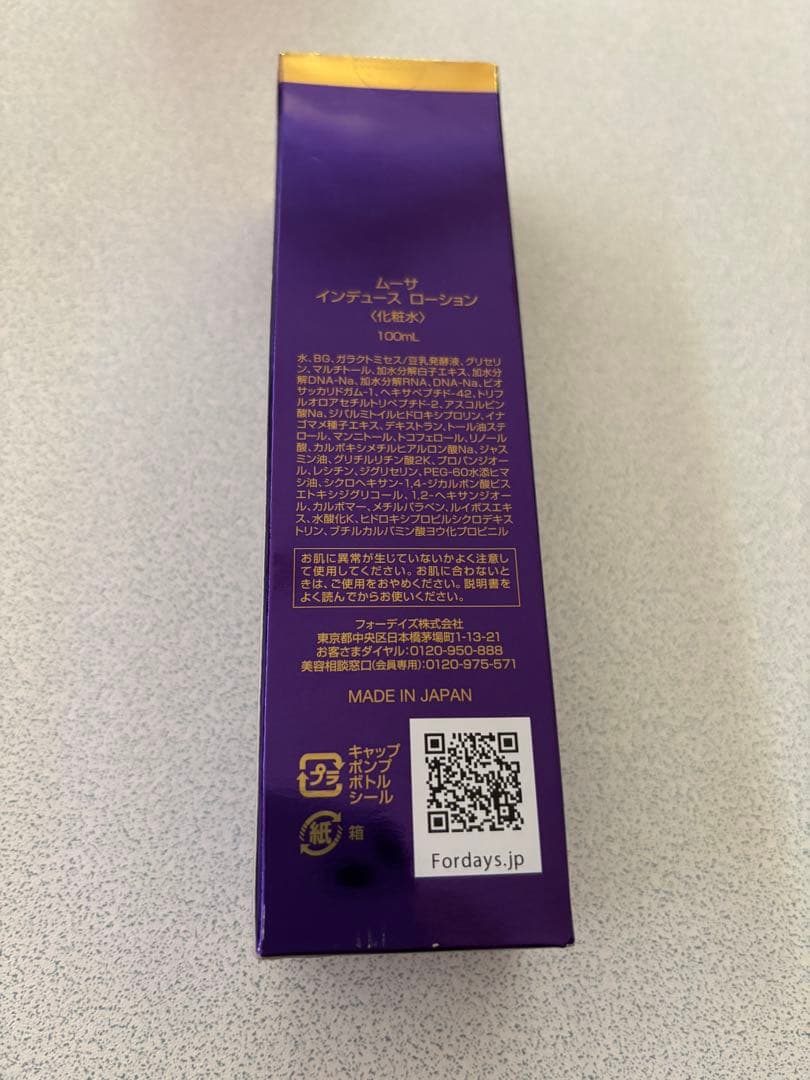 ムーサ
インデュース ローション
〈化粧水〉
100mL
水、BG、ガラクトミセス/豆乳発酵液、グリセリ
ン、マルチトール、加水分解白子エキス、加水分
解DNA-Na、加水分解RNA、DNA-Na、ビオ
サッカリドガム-1、ヘキサペプチド-42、トリフ
ルオロアセチルトリペプチド-2、アスコルビン
酸Na、ジパルミトイルヒドロキシプロリン、イナ
ゴマメ種子エキス、デキストラン、トール油ステ
ロール、マンニトール、トコフェロール、リノール
酸、カルボキシメチルヒアルロン酸Na、ジャス
ミン油、グリチルリチン酸2K、プロパンジオー
ル、レシチン、ジグリセリン、PEG-60水添ヒマ
シ油、シクロヘキサン-1,4-ジカルボン酸ビス
エトキシジグリコール、1,2-ヘキサンジオー
ル、カルボマー、メチルパラベン、ルイボスエキ
ス、水酸化K、ヒドロキシプロピルシクロデキス
トリン、ブチルカルバミン酸ヨウ化プロピニル
お肌に異常が生じていないかよく注意し
て使用してください。お肌に合わないと
きは、ご使用をおやめください。説明書を
よく読んでからお使いください。
フォーデイズ株式会社
東京都中央区日本橋茅場町1-13-21
お客さまダイヤル:0120-950-888
美容相談窓口(会員専用):0120-975-571
MADE IN JAPAN
プラ
キャップ
ポンプ
ボトル
シール
紙
箱
Fordays.jp